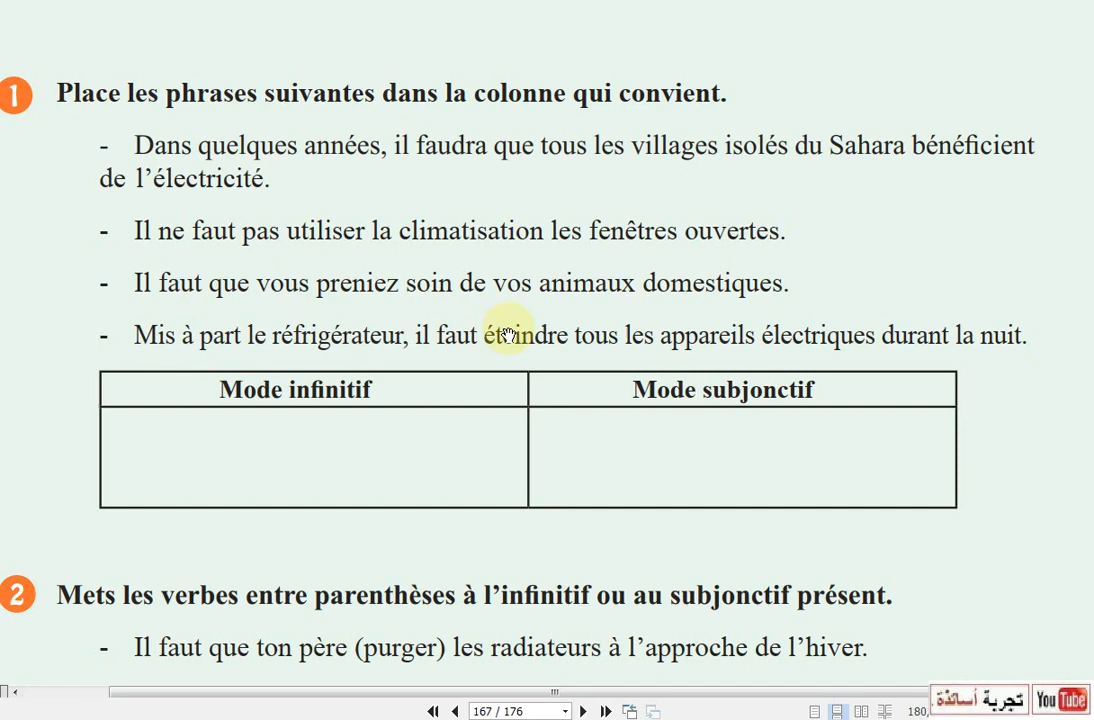 1 Place les phrases suivantes dans la colonne qui convient.
- Dans quelques années, il faudra que tous les villages isolés du Sahara bénéficient
de l’électricité.
- Il ne faut pas utiliser la climatisation les fenêtres ouvertes.
- Il faut que vous preniez soin de vos animaux domestiques.
- Mis à part le réfrigérateur, il faut éteindre tous les appareils électriques durant la nuit.
Mode infinitif Mode subjonctif
2 Mets les verbes entre parenthèses à l’infinitif ou au subjonctif présent.
- Il faut que ton père (purger) les radiateurs à l’approche de l’hiver.
167 / 176 180,
تجربة أساتذة. You Tube